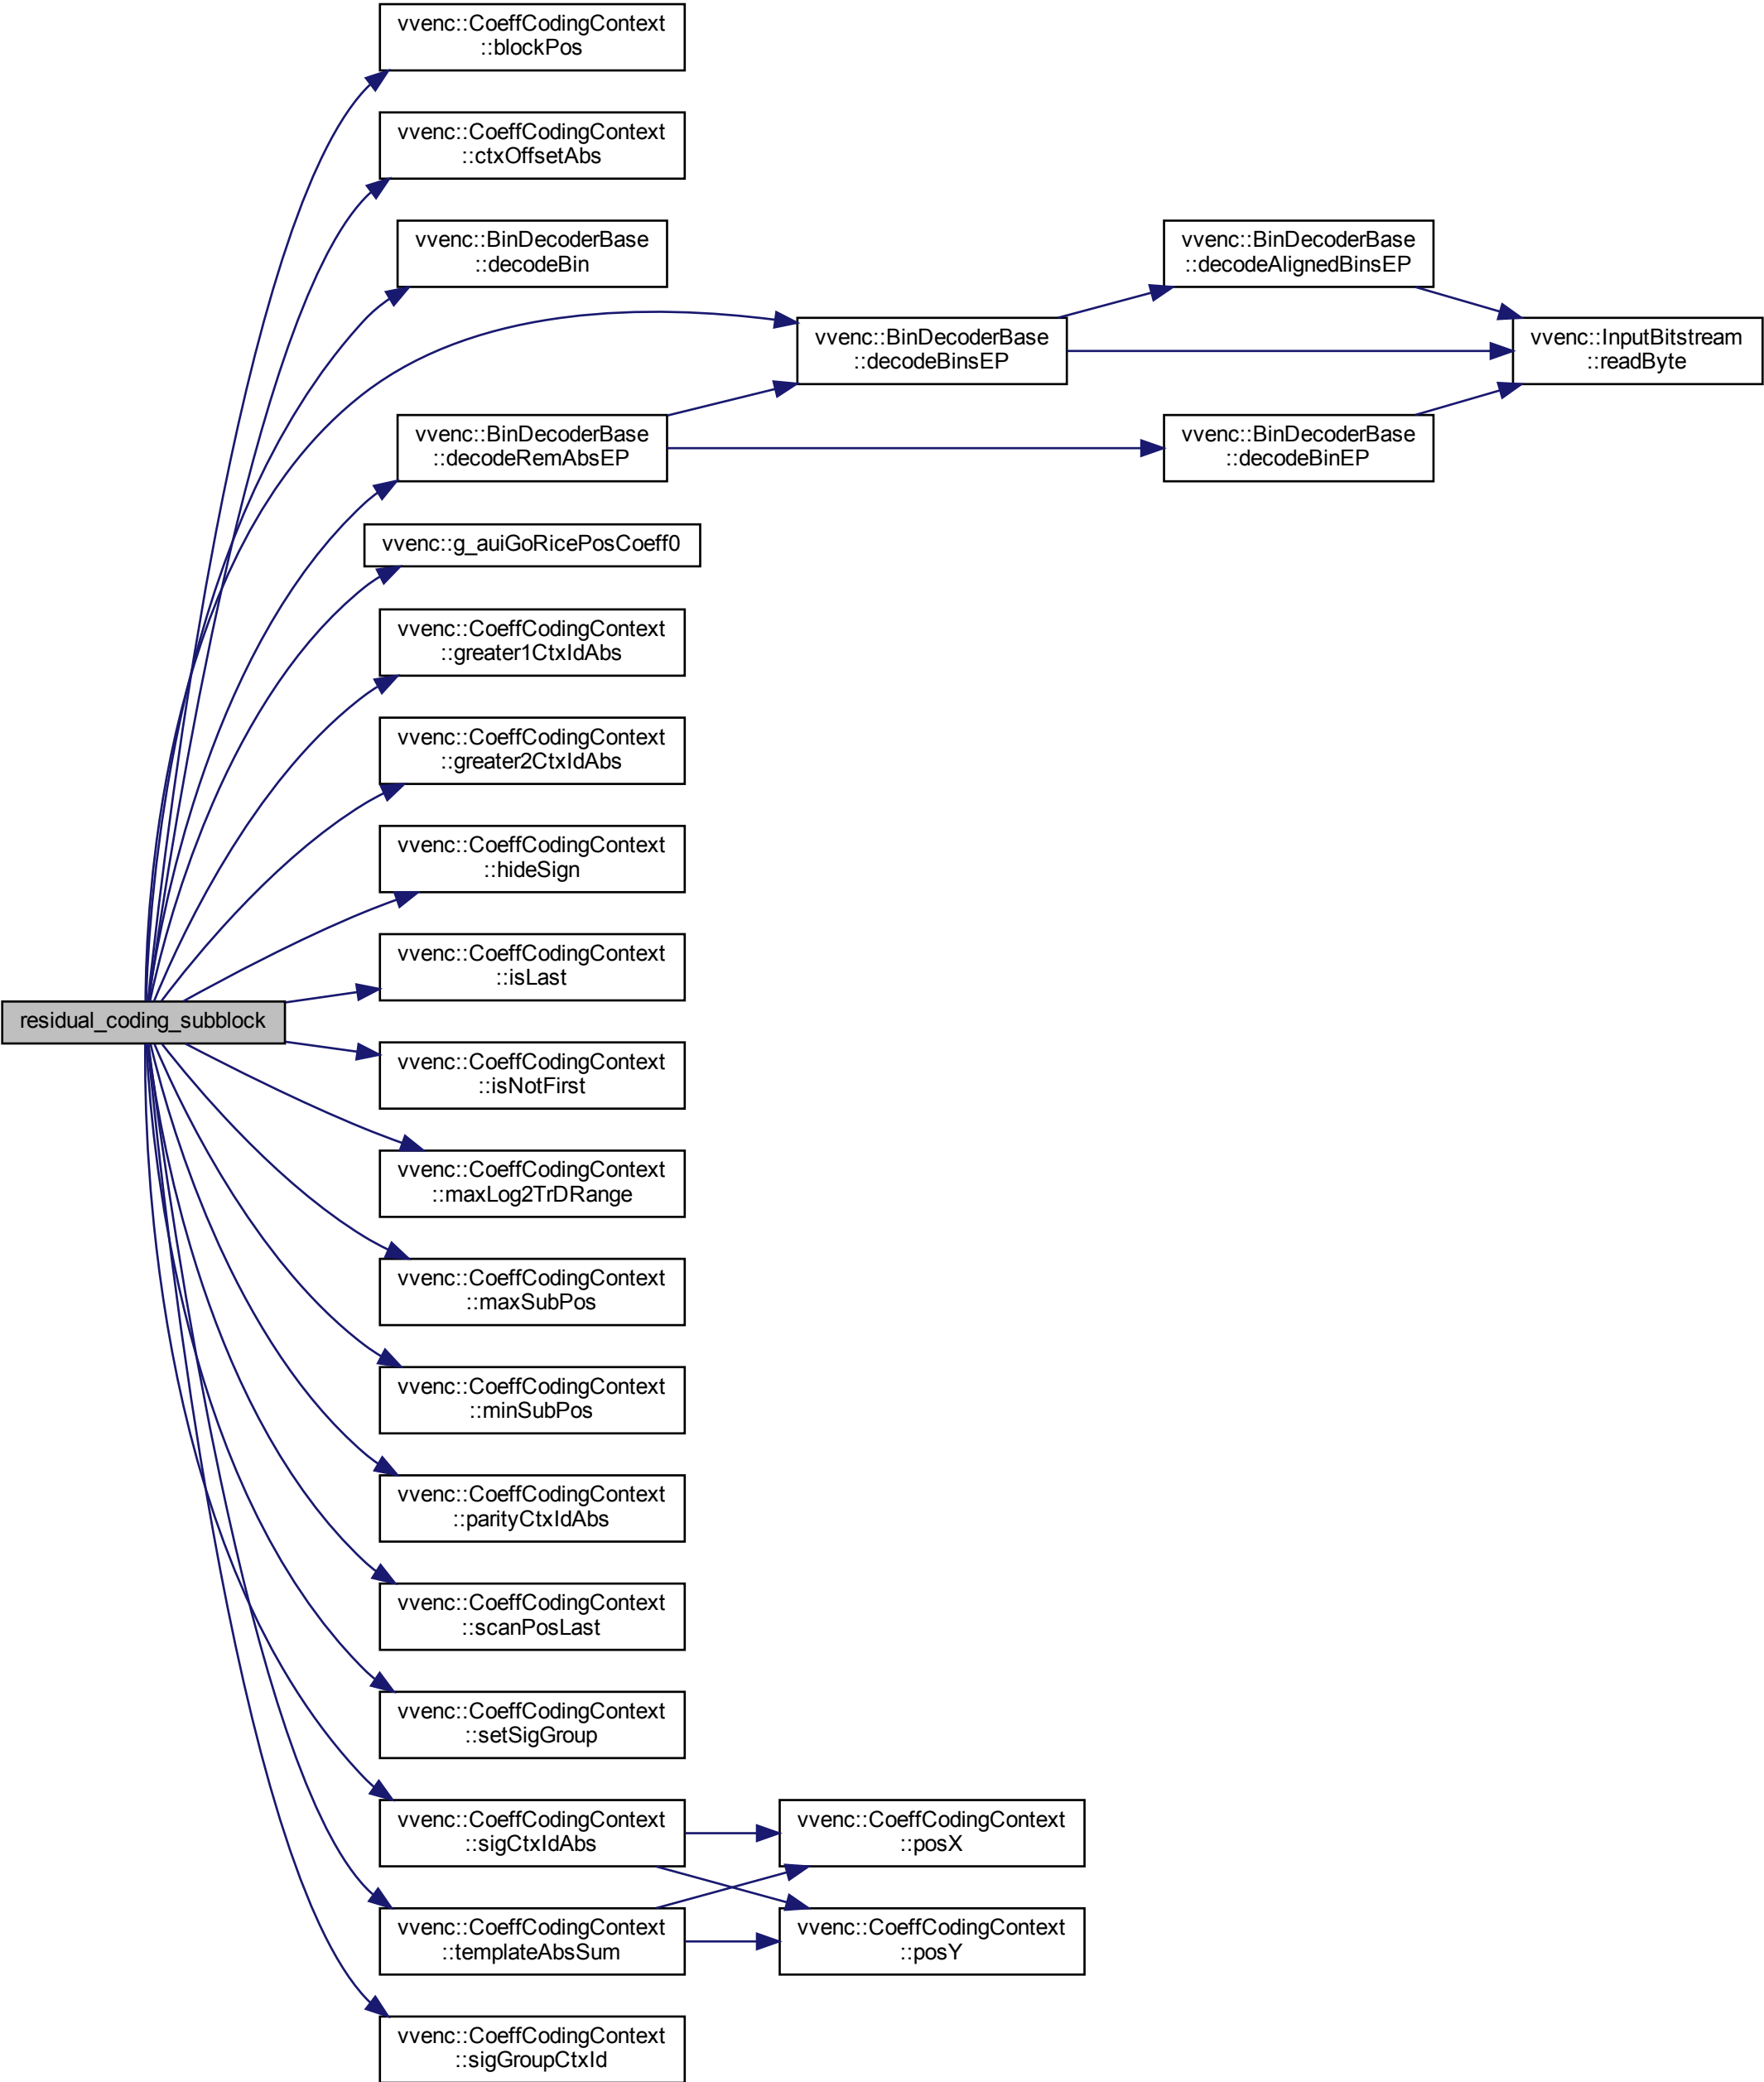 vvenc::CoeffCodingContext
::blockPos
vvenc::CoeffCodingContext
::ctxOffsetAbs
vvenc::BinDecoderBase
::decodeBin
vvenc::BinDecoderBase
::decodeAlignedBinsEP
vvenc::BinDecoderBase
::decodeBinsEP
vvenc::InputBitstream
::readByte
vvenc::BinDecoderBase
::decodeRemAbsEP
vvenc::BinDecoderBase
::decodeBinEP
vvenc::g_auiGoRicePosCoeff0
vvenc::CoeffCodingContext
::greater1CtxIdAbs
vvenc::CoeffCodingContext
::greater2CtxIdAbs
vvenc::CoeffCodingContext
::hideSign
vvenc::CoeffCodingContext
::isLast
residual_coding_subblock
vvenc::CoeffCodingContext
::isNotFirst
vvenc::CoeffCodingContext
::maxLog2TrDRange
vvenc::CoeffCodingContext
::maxSubPos
vvenc::CoeffCodingContext
::minSubPos
vvenc::CoeffCodingContext
::parityCtxIdAbs
vvenc::CoeffCodingContext
::scanPosLast
vvenc::CoeffCodingContext
::setSigGroup
vvenc::CoeffCodingContext
::sigCtxIdAbs
vvenc::CoeffCodingContext
::posX
vvenc::CoeffCodingContext
::templateAbsSum
vvenc::CoeffCodingContext
::posY
vvenc::CoeffCodingContext
::sigGroupCtxId